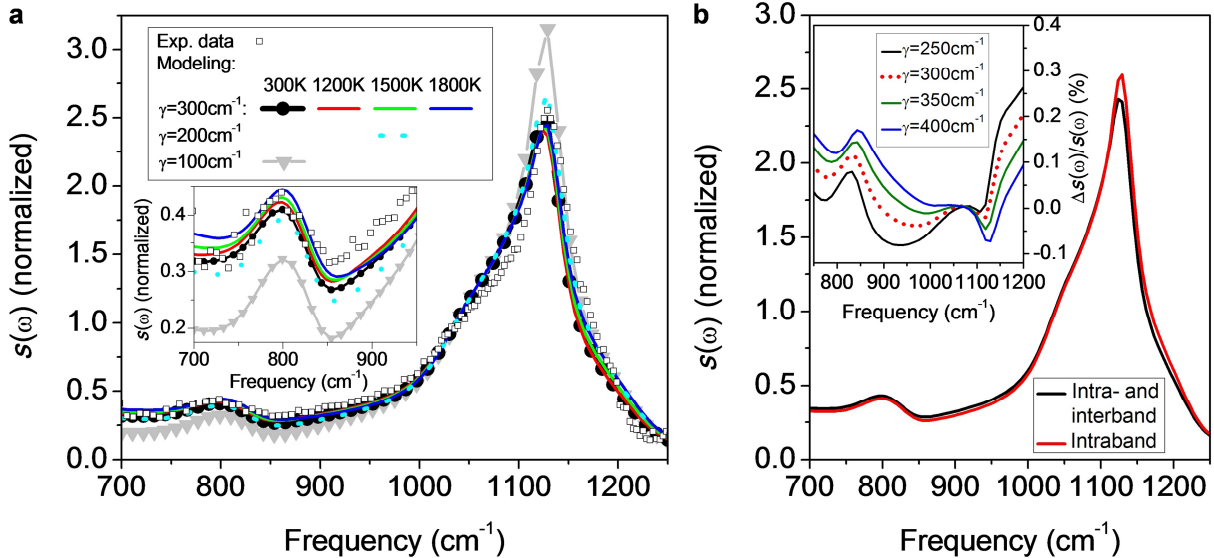 a
3.0
2.5
2.0
1.5
1.0
0.5
0.0
s(ω) (normalized)
700 800 900 1000 1100 1200
Frequency (cm⁻¹)
Exp. data
Modeling:
300K 1200K 1500K 1800K
γ=300cm⁻¹:
γ=200cm⁻¹
γ=100cm⁻¹
0.4
0.3
0.2
s(ω) (normalized)
700 800 900
Frequency (cm⁻¹)
b
3.0
2.5
2.0
1.5
1.0
0.5
0.0
s(ω) (normalized)
700 800 900 1000 1100 1200
Frequency (cm⁻¹)
γ=250cm⁻¹
γ=300cm⁻¹
γ=350cm⁻¹
γ=400cm⁻¹
0.4
0.3
0.2
0.1
0.0
-0.1
Δs(ω)/s(ω) (%)
800 900 1000 1100 1200
Frequency (cm⁻¹)
Intra- and
interband
Intraband